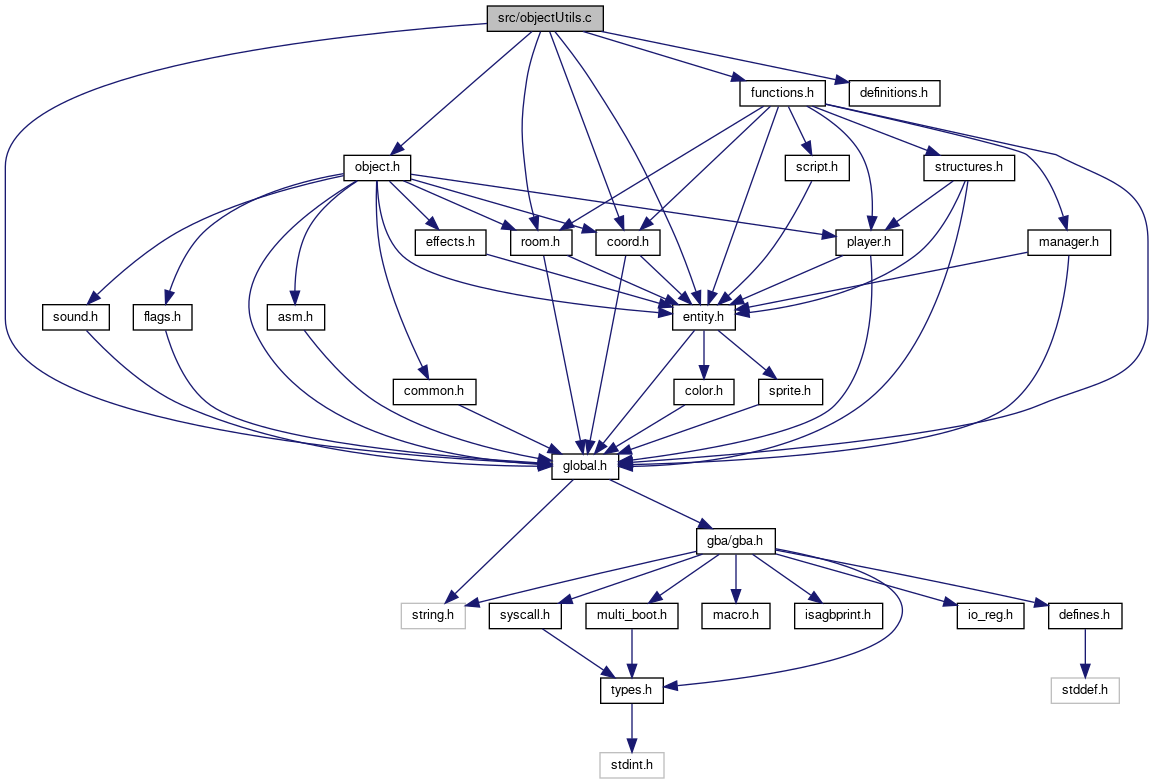 src/objectUtils.c
functions.h
definitions.h
object.h
script.h
structures.h
effects.h
room.h
coord.h
player.h
manager.h
sound.h
flags.h
asm.h
entity.h
common.h
color.h
sprite.h
global.h
gba/gba.h
string.h
syscall.h
multi_boot.h
macro.h
isagbprint.h
io_reg.h
defines.h
types.h
stddef.h
stdint.h